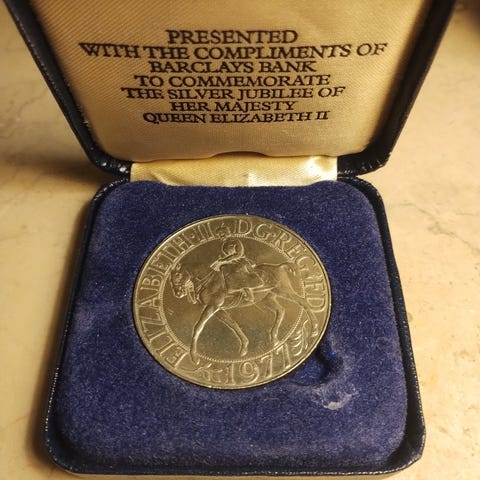 PRESENTED
WITH THE COMPLIMENTS OF
BARCLAYS BANK
TO COMMEMORATE
THE SILVER JUBILEE OF
HER MAJESTY
QUEEN ELIZABETH II
ELIZABETH·II D·G·REG·F·D
1977